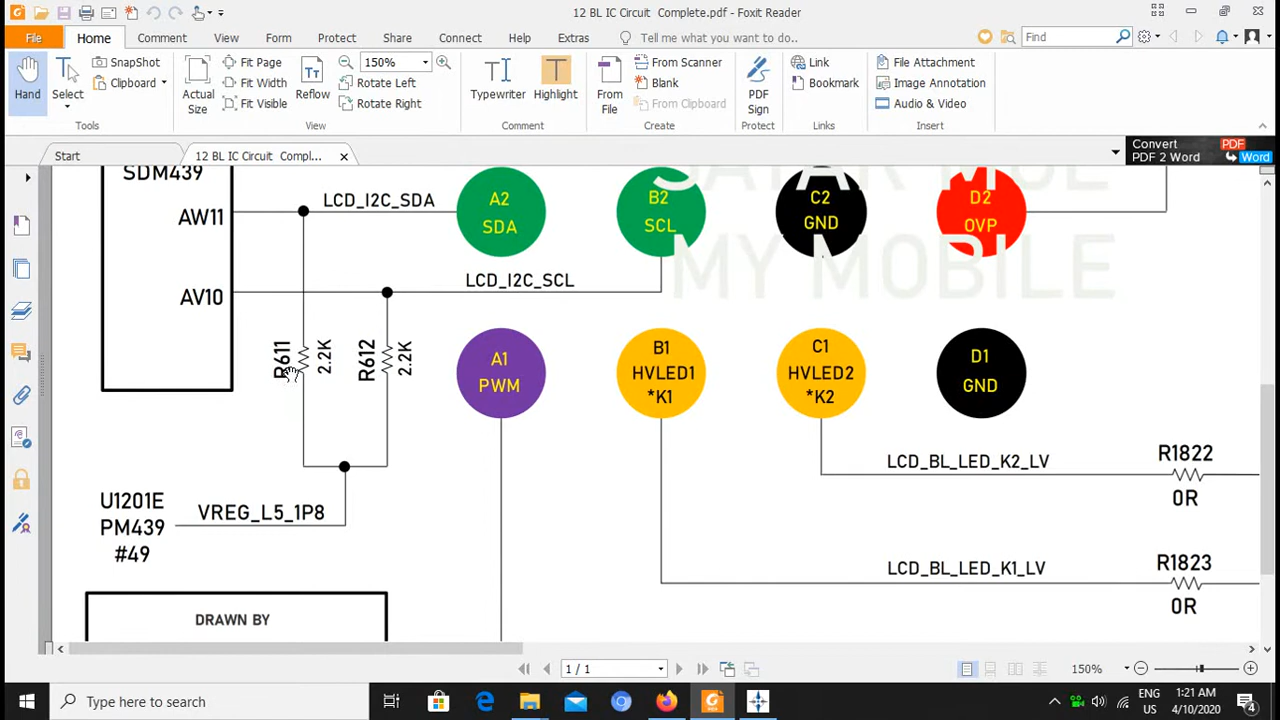 12 BL IC Circuit Complete.pdf - Foxit Reader
File Home Comment View Form Protect Share Connect Help Extras Tell me what you want to do.. Find
Hand
Select
SnapShot
Clipboard
Tools
Actual Size
Fit Page
Fit Width
Fit Visible
Reflow
150%
Rotate Left
Rotate Right
View
Typewriter
Highlight
Comment
From File
From Scanner
Blank
From Clipboard
Create
PDF Sign
Protect
Link
Bookmark
Links
File Attachment
Image Annotation
Audio & Video
Insert
Start
12 BL IC Circuit Compl...
Convert PDF
PDF 2 Word Word
SDM439
AW11
LCD_I2C_SDA
A2
SDA
B2
SCL
C2
GND
D2
OVP
MY MOBILE
AV10
LCD_I2C_SCL
R611
2.2K
R612
2.2K
A1
PWM
B1
HVLED1
*K1
C1
HVLED2
*K2
D1
GND
LCD_BL_LED_K2_LV
R1822
0R
U1201E
PM439
#49
VREG_L5_1P8
LCD_BL_LED_K1_LV
R1823
0R
DRAWN BY
1 / 1
150%
Type here to search
ENG
US
1:21 AM
4/10/2020
4